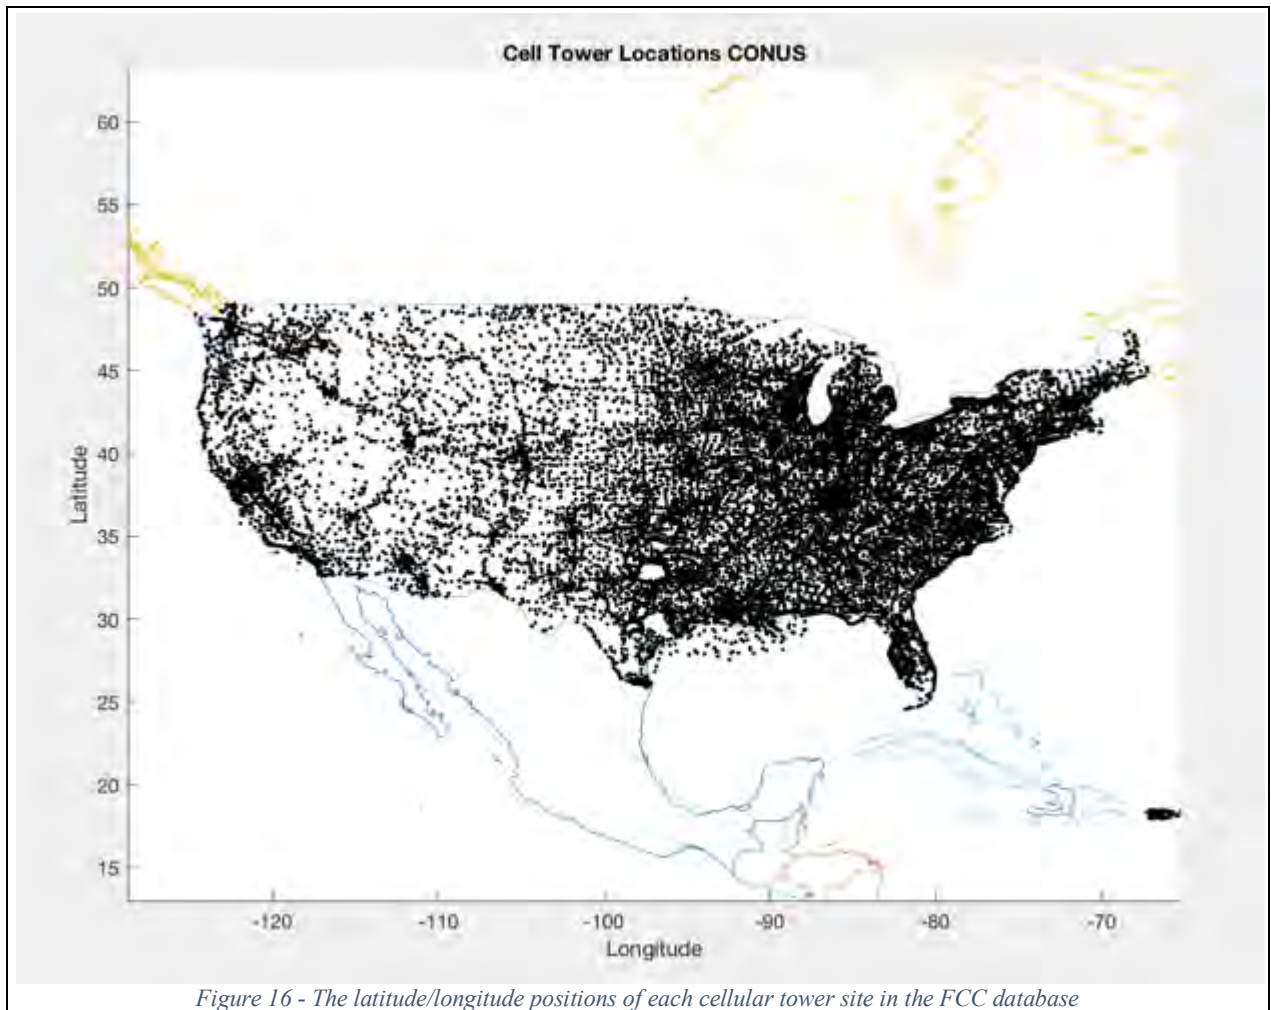 Cell Tower Locations CONUS
60
55
50
45
40
35
30
25
20
15
Latitude
-120 -110 -100 -90 -80 -70
Longitude
Figure 16 - The latitude/longitude positions of each cellular tower site in the FCC database